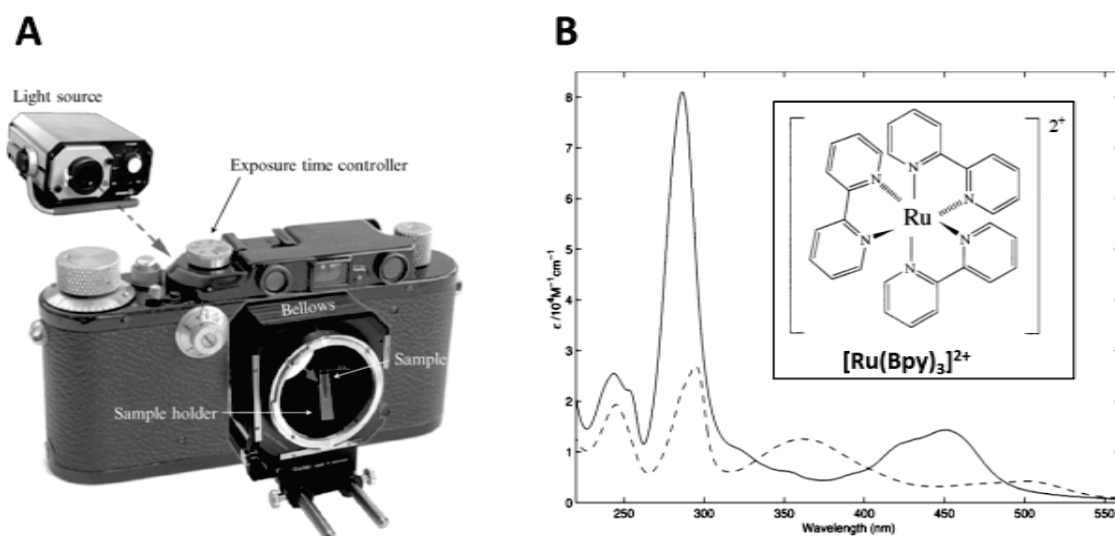 A
Light source
Exposure time controller
Bellows
Sample
Sample holder
B
ε /10⁴M⁻¹cm⁻¹
8
7
6
5
4
3
2
1
0
250 300 350 400 450 500 550
Wavelength (nm)
2+
N
N
N
Ru
N
N
N
[Ru(Bpy)₃]²⁺